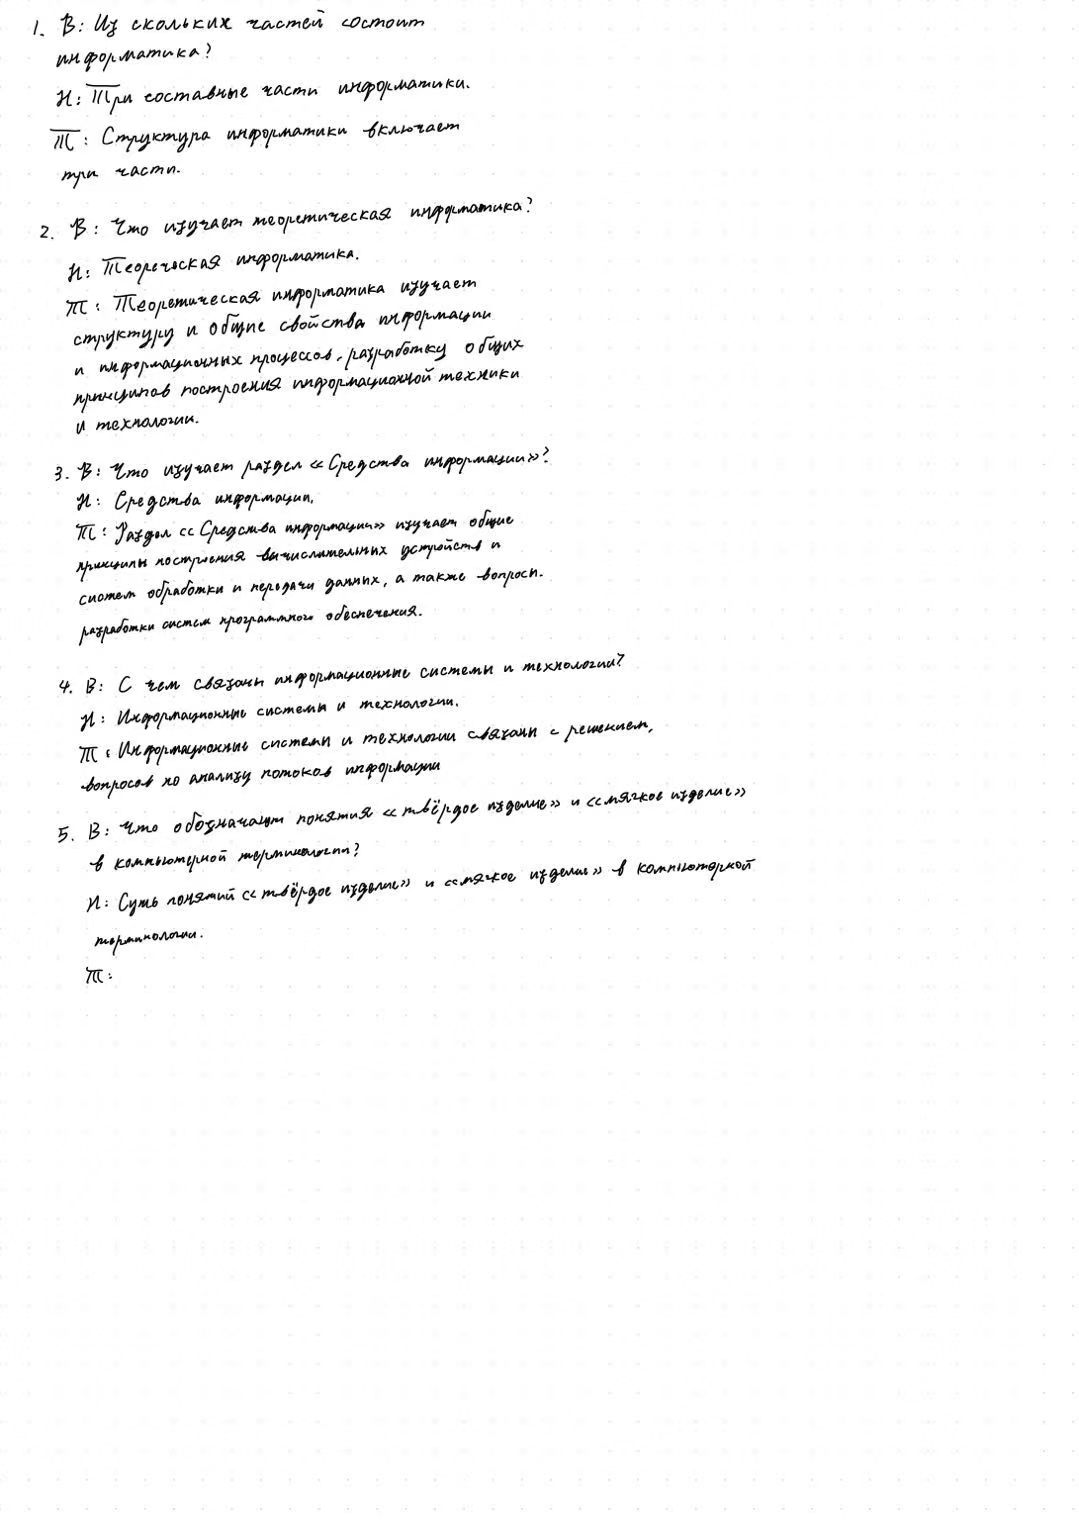 1. В: Из скольких частей состоит
информатика?
Н: Три составные части информатики.
Т: Структура информатики включает
три части.
2. В: Что изучает теоретическая информатика?
Н: Теореческая информатика.
Т: Теоретическая информатика изучает
структуру и общие свойства информации
и информационных процессов, разработку общих
принципов построения информационной техники
и технологии.
3. В: Что изучает раздел «Средства информации»?
Н: Средства информации.
Т: Раздел «Средства информации» изучает общие
принципы построения вычислительных устройств и
систем обработки и передачи данных, а также вопросы.
разработки систем программного обеспечения.
4. В: С чем связаны информационные системы и технологии?
Н: Информационные системы и технологии.
Т: Информационные системы и технологии связаны с решением,
вопросов по анализу потоков информации
5. В: Что обозначают понятия «твёрдое изделие» и «мягкое изделие»
в компьютерной терминологии?
Н: Суть понятий «твёрдое изделие» и «мягкое изделие» в компьютерной
терминологии.
Т: